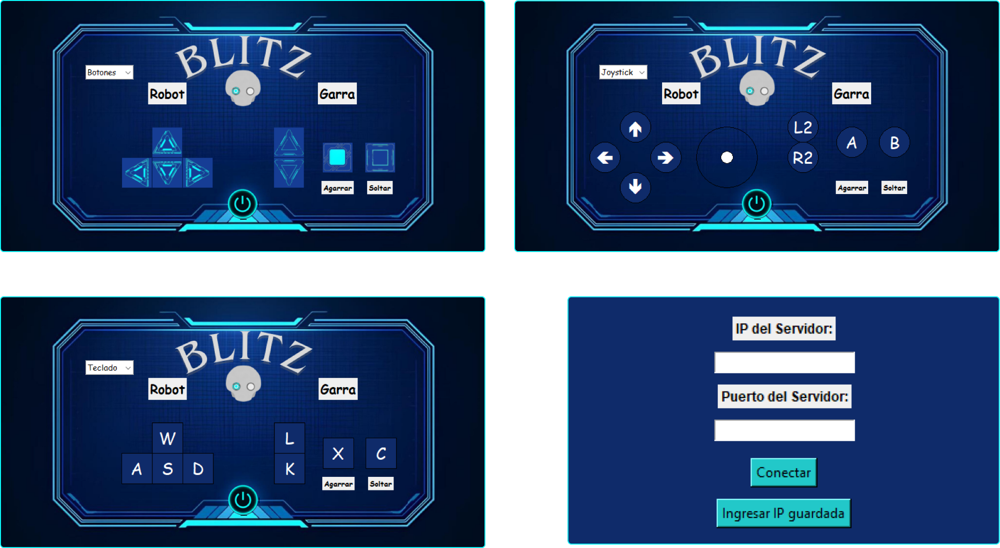 BLITZ
Botones
Robot
Garra
Agarrar
Soltar
BLITZ
Joystick
Robot
Garra
L2
R2
A
B
Agarrar
Soltar
BLITZ
Teclado
Robot
Garra
W
A S D
L
K
X
C
Agarrar
Soltar
IP del Servidor:
Puerto del Servidor:
Conectar
Ingresar IP guardada